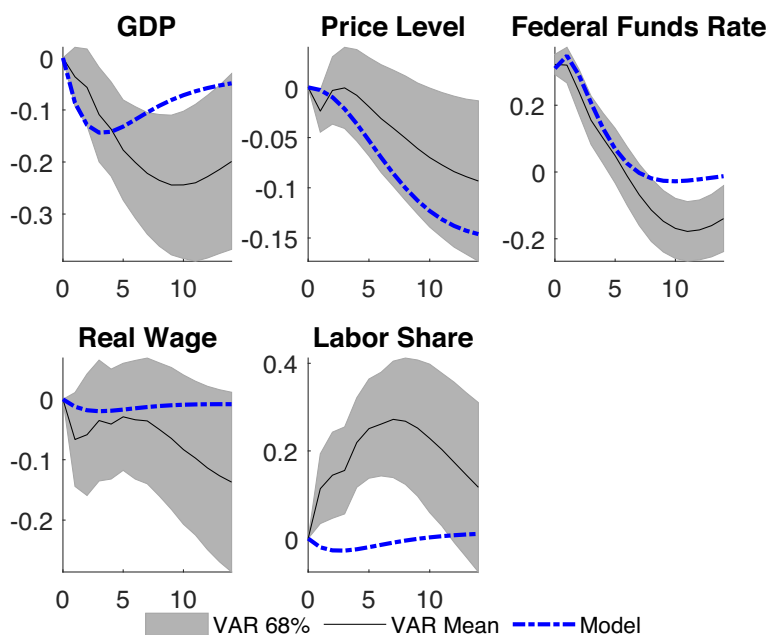 GDP
Price Level
Federal Funds Rate
0
-0.1
-0.2
-0.3
0 5 10
0
-0.05
-0.1
-0.15
0 5 10
0.2
0
-0.2
0 5 10
Real Wage
Labor Share
0
-0.1
-0.2
0 5 10
0.4
0.2
0
0 5 10
VAR 68% VAR Mean Model